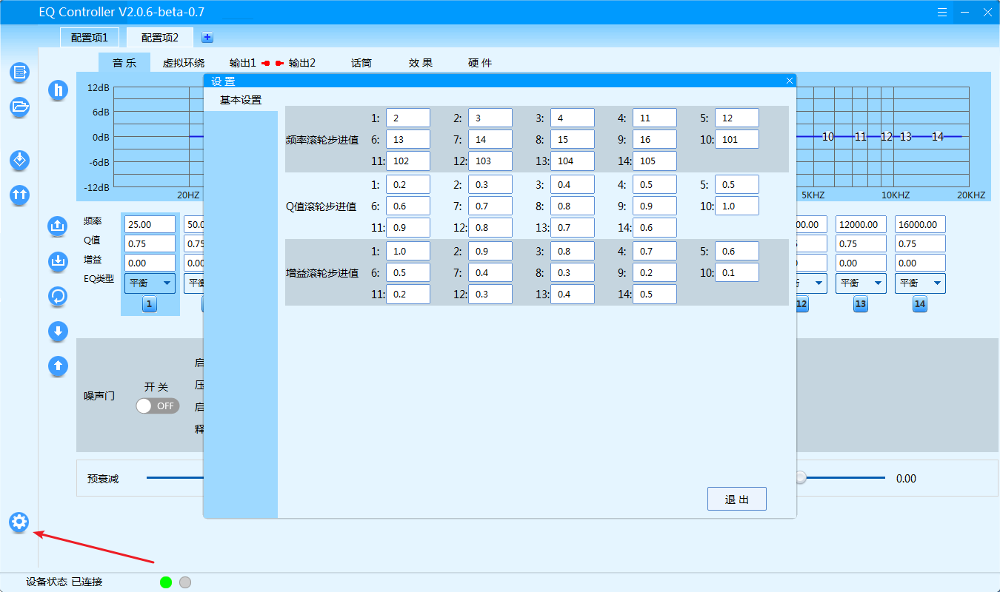 EQ Controller V2.0.6-beta-0.7
配置项1 配置项2
音 乐 虚拟环绕 输出1 输出2 话筒 效 果 硬 件
设 置
基本设置
12dB
6dB
0dB
-6dB
-12dB
20HZ 5KHZ 10KHZ 20KHZ
10 11 12 13 14
1: 2 2: 3 3: 4 4: 11 5: 12
频率滚轮步进值 6: 13 7: 14 8: 15 9: 16 10: 101
11: 102 12: 103 13: 104 14: 105
1: 0.2 2: 0.3 3: 0.4 4: 0.5 5: 0.5
Q值滚轮步进值 6: 0.6 7: 0.7 8: 0.8 9: 0.9 10: 1.0
11: 0.9 12: 0.8 13: 0.7 14: 0.6
1: 1.0 2: 0.9 3: 0.8 4: 0.7 5: 0.6
增益滚轮步进值 6: 0.5 7: 0.4 8: 0.3 9: 0.2 10: 0.1
11: 0.2 12: 0.3 13: 0.4 14: 0.5
退 出
频率 25.00 50.0 00.00 12000.00 16000.00
Q值 0.75 0.75 0.75 0.75
增益 0.00 0.00 0.00 0.00
EQ类型 平衡 平衡 平衡 平衡
1 12 13 14
噪声门
开 关
OFF
启
压
启
释
预衰减 0.00
设备状态 已连接